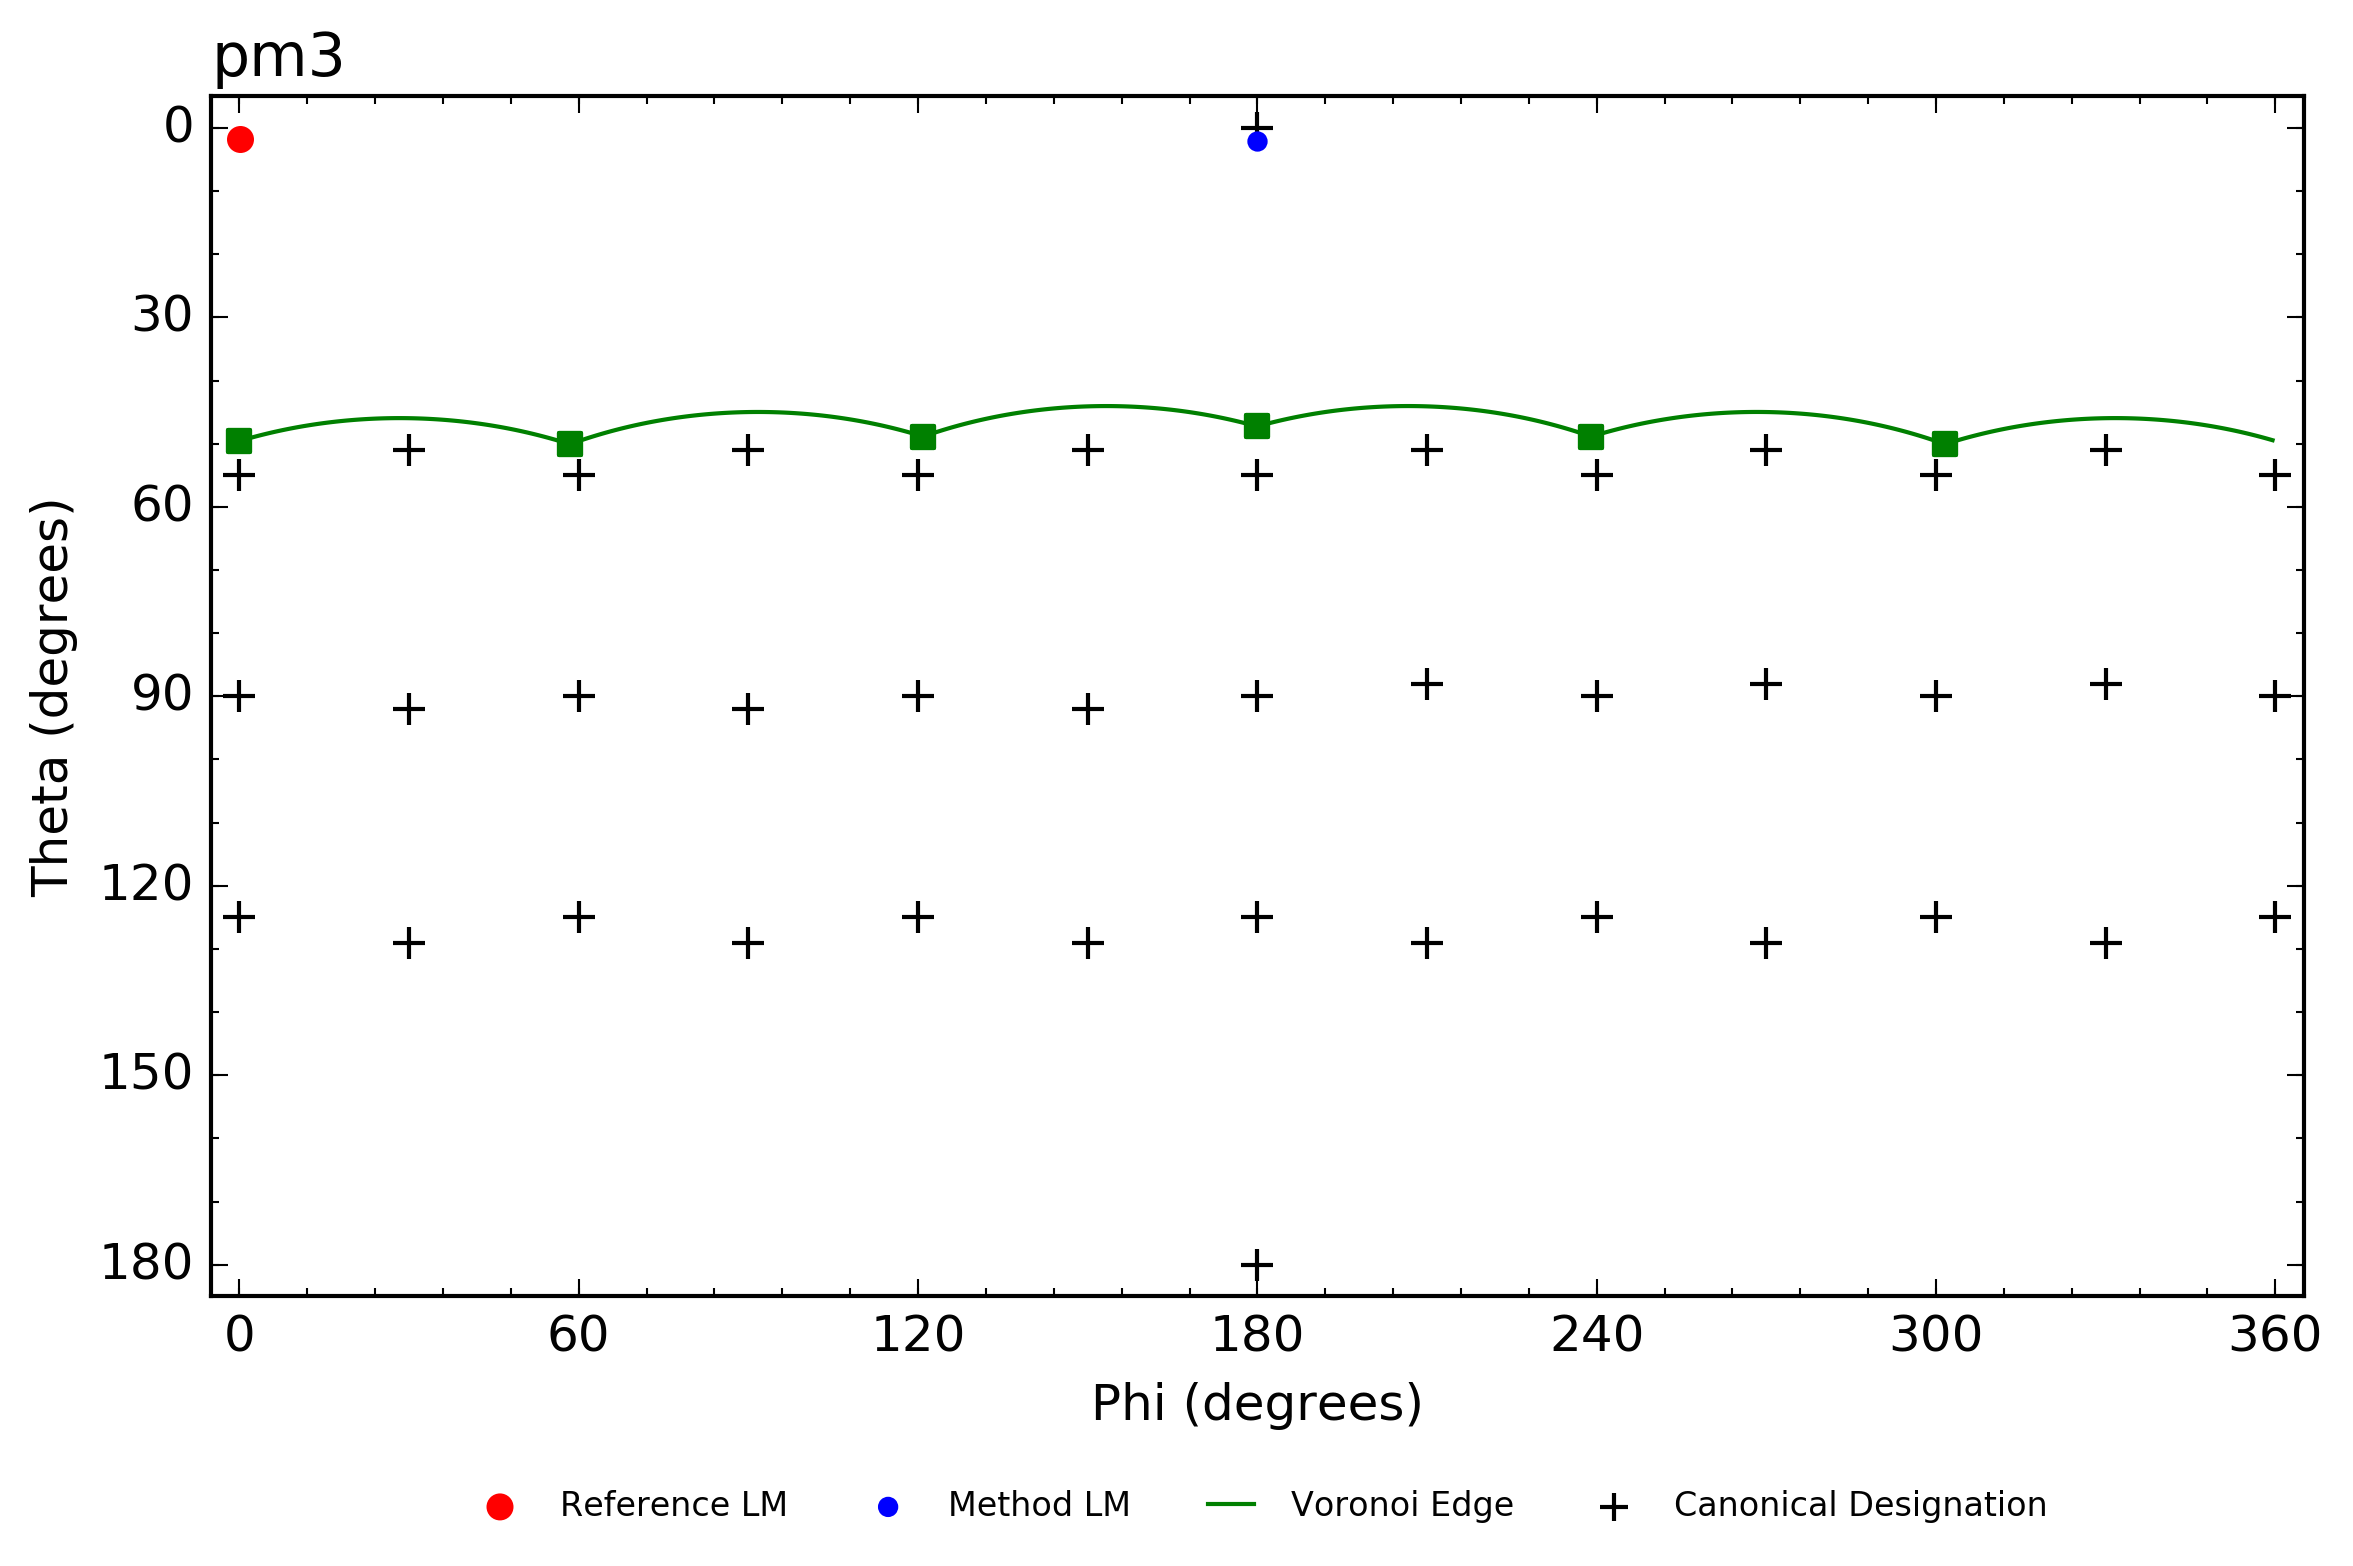 pm3
0
30
60
90
120
150
180
Theta (degrees)
0 60 120 180 240 300 360
Phi (degrees)
Reference LM Method LM Voronoi Edge Canonical Designation